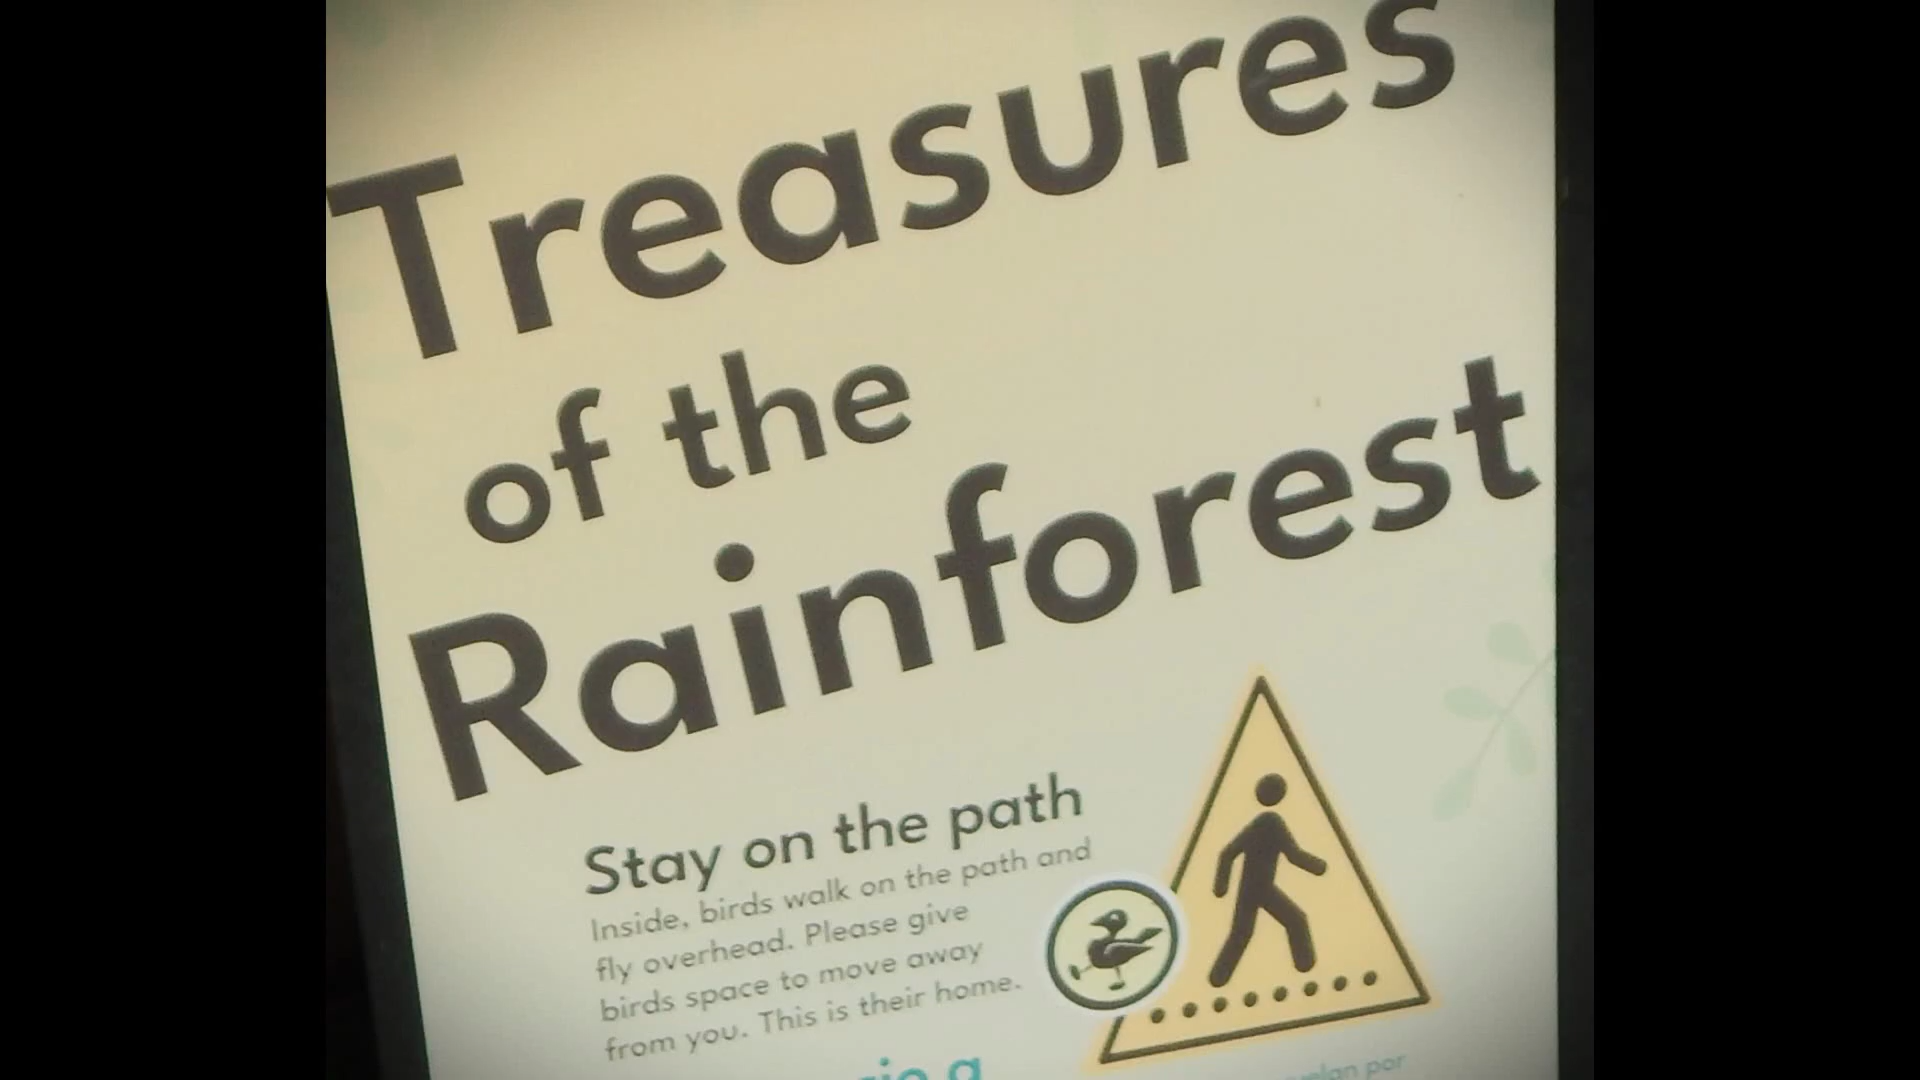 Treasures
of the
Rainforest
Stay on the path
Inside, birds walk on the path and
fly overhead. Please give
birds space to move away
from you. This is their home.
por